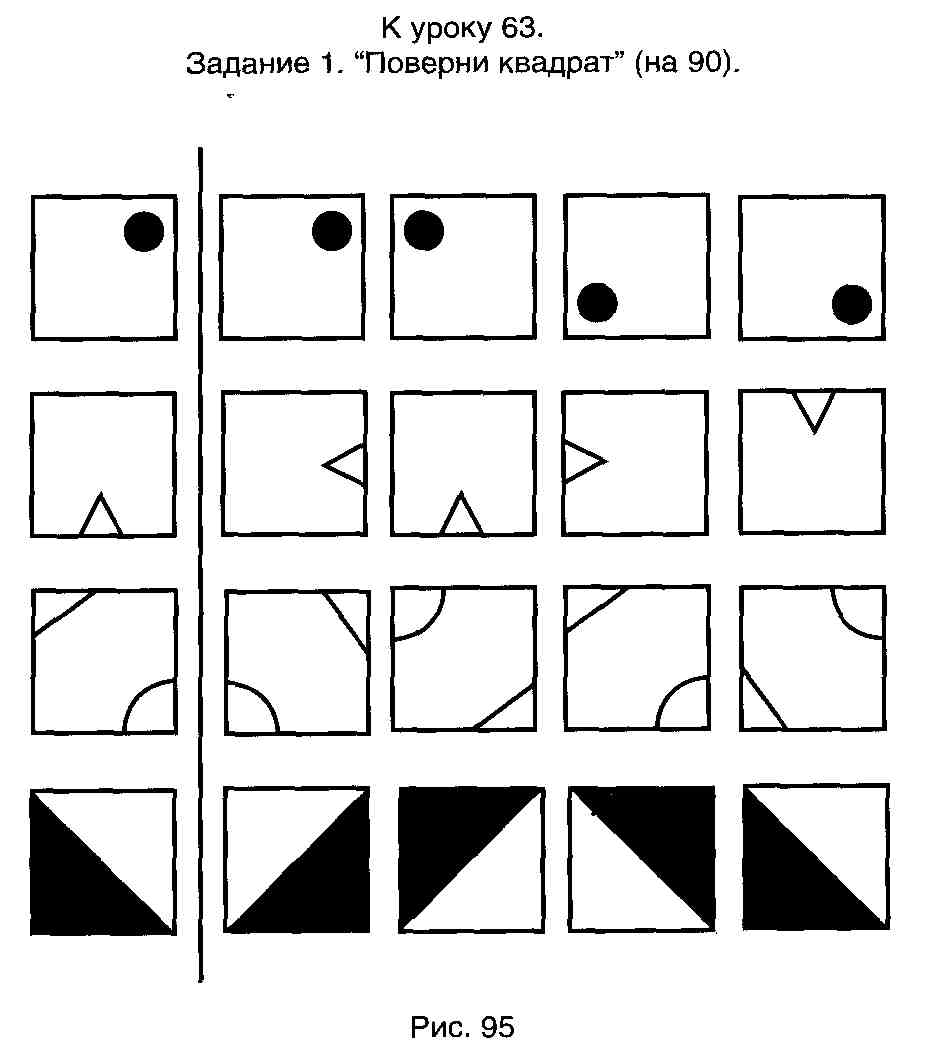 К уроку 63.
Задание 1. “Поверни квадрат” (на 90).
Рис. 95